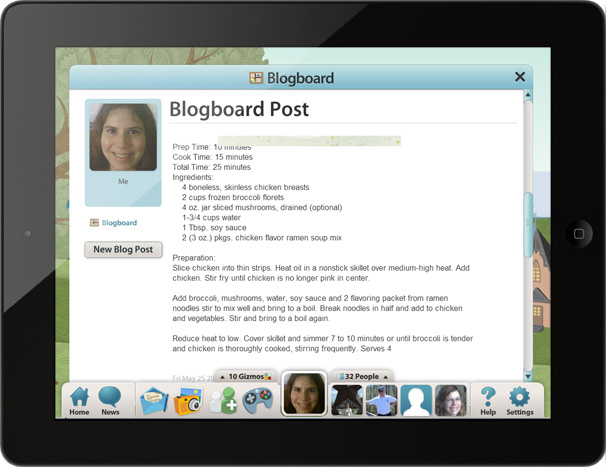 Blogboard
Blogboard Post
Me
Blogboard
New Blog Post
Prep Time: 10 minutes
Cook Time: 15 minutes
Total Time: 25 minutes
Ingredients:
4 boneless, skinless chicken breasts
2 cups frozen broccoli florets
4 oz. jar sliced mushrooms, drained (optional)
1-3/4 cups water
1 Tbsp. soy sauce
2 (3 oz.) pkgs. chicken flavor ramen soup mix
Preparation:
Slice chicken into thin strips. Heat oil in a nonstick skillet over medium-high heat. Add
chicken. Stir fry until chicken is no longer pink in center.
Add broccoli, mushrooms, water, soy sauce and 2 flavoring packet from ramen
noodles stir to mix well and bring to a boil. Break noodles in half and add to chicken
and vegetables. Stir and bring to a boil again.
Reduce heat to low. Cover skillet and simmer 7 to 10 minutes or until broccoli is tender
and chicken is thoroughly cooked, stirring frequently. Serves 4
Fri May 25
10 Gizmos
32 People
Home
News
Help
Settings